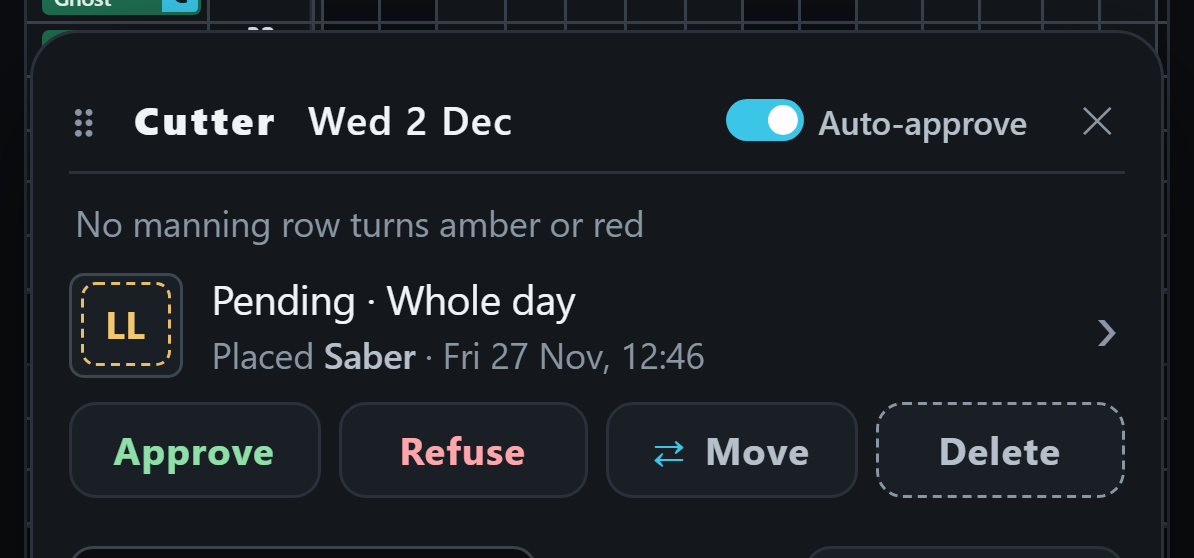 Ghost
Cutter Wed 2 Dec Auto-approve
No manning row turns amber or red
LL
Pending · Whole day
Placed Saber · Fri 27 Nov, 12:46
Approve Refuse Move Delete